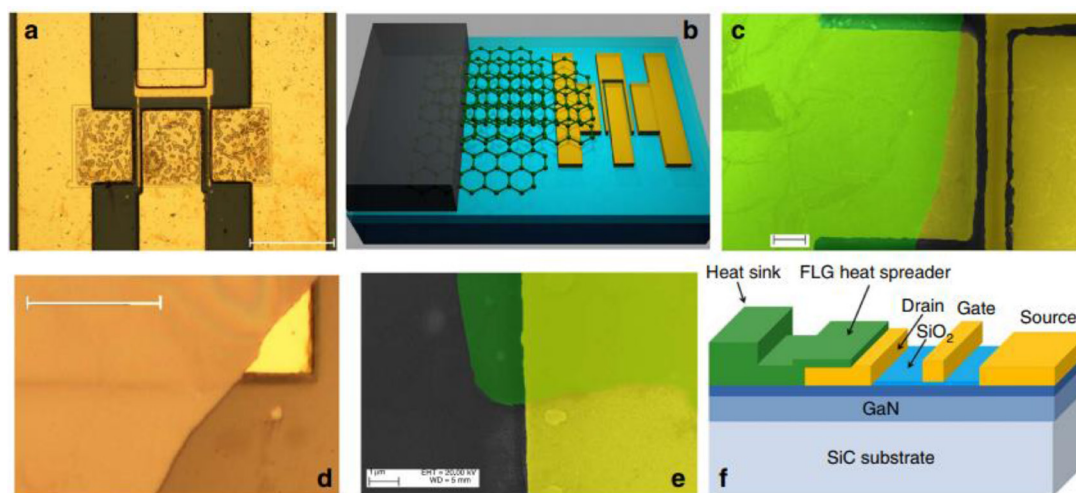 a
b
c
d
1 μm
EHT = 20.00 kV
WD = 5 mm
e
Heat sink
FLG heat spreader
Drain
Gate
SiO2
Source
GaN
SiC substrate
f